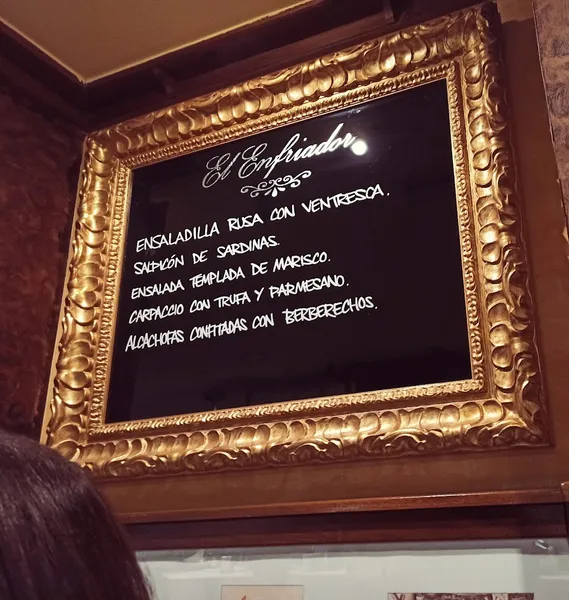 El Enfriador
ENSALADILLA RUSA CON VENTRESCA.
SALPICÓN DE SARDINAS.
ENSALADA TEMPLADA DE MARISCO.
CARPACCIO CON TRUFA Y PARMESANO.
ALCACHOFAS CONFITADAS CON BERBERECHOS.